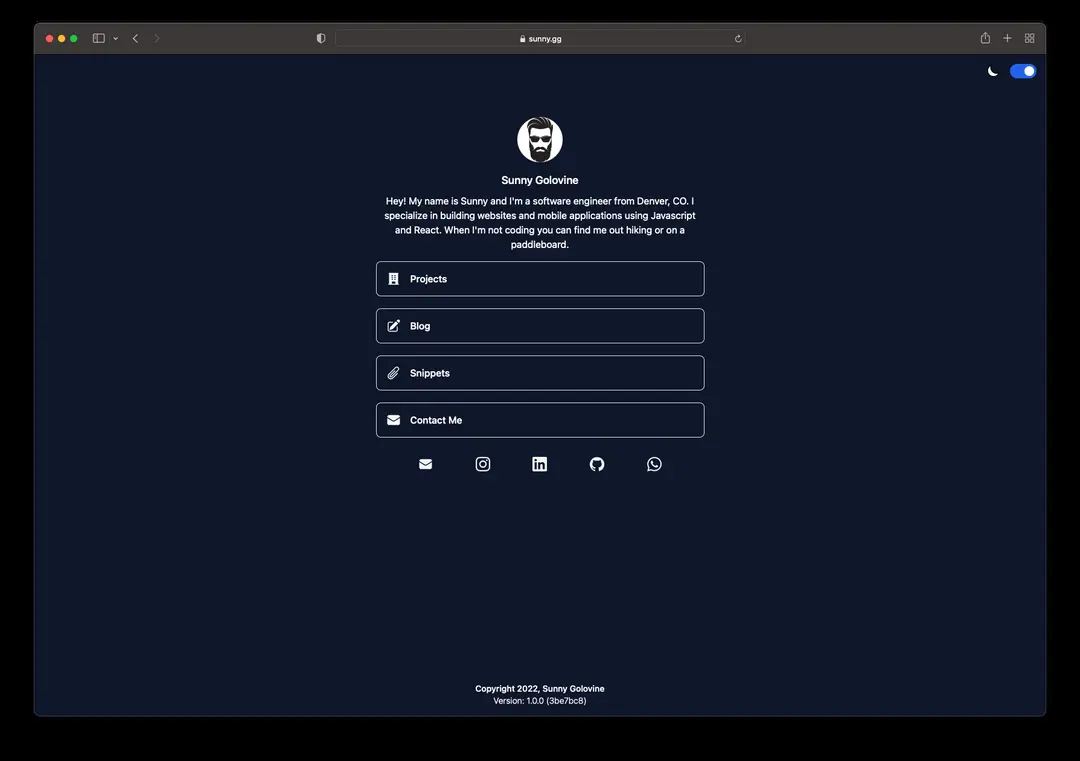 sunny.gg
Sunny Golovine
Hey! My name is Sunny and I'm a software engineer from Denver, CO. I
specialize in building websites and mobile applications using Javascript
and React. When I'm not coding you can find me out hiking or on a
paddleboard.
Projects
Blog
Snippets
Contact Me
Copyright 2022, Sunny Golovine
Version: 1.0.0 (3be7bc8)